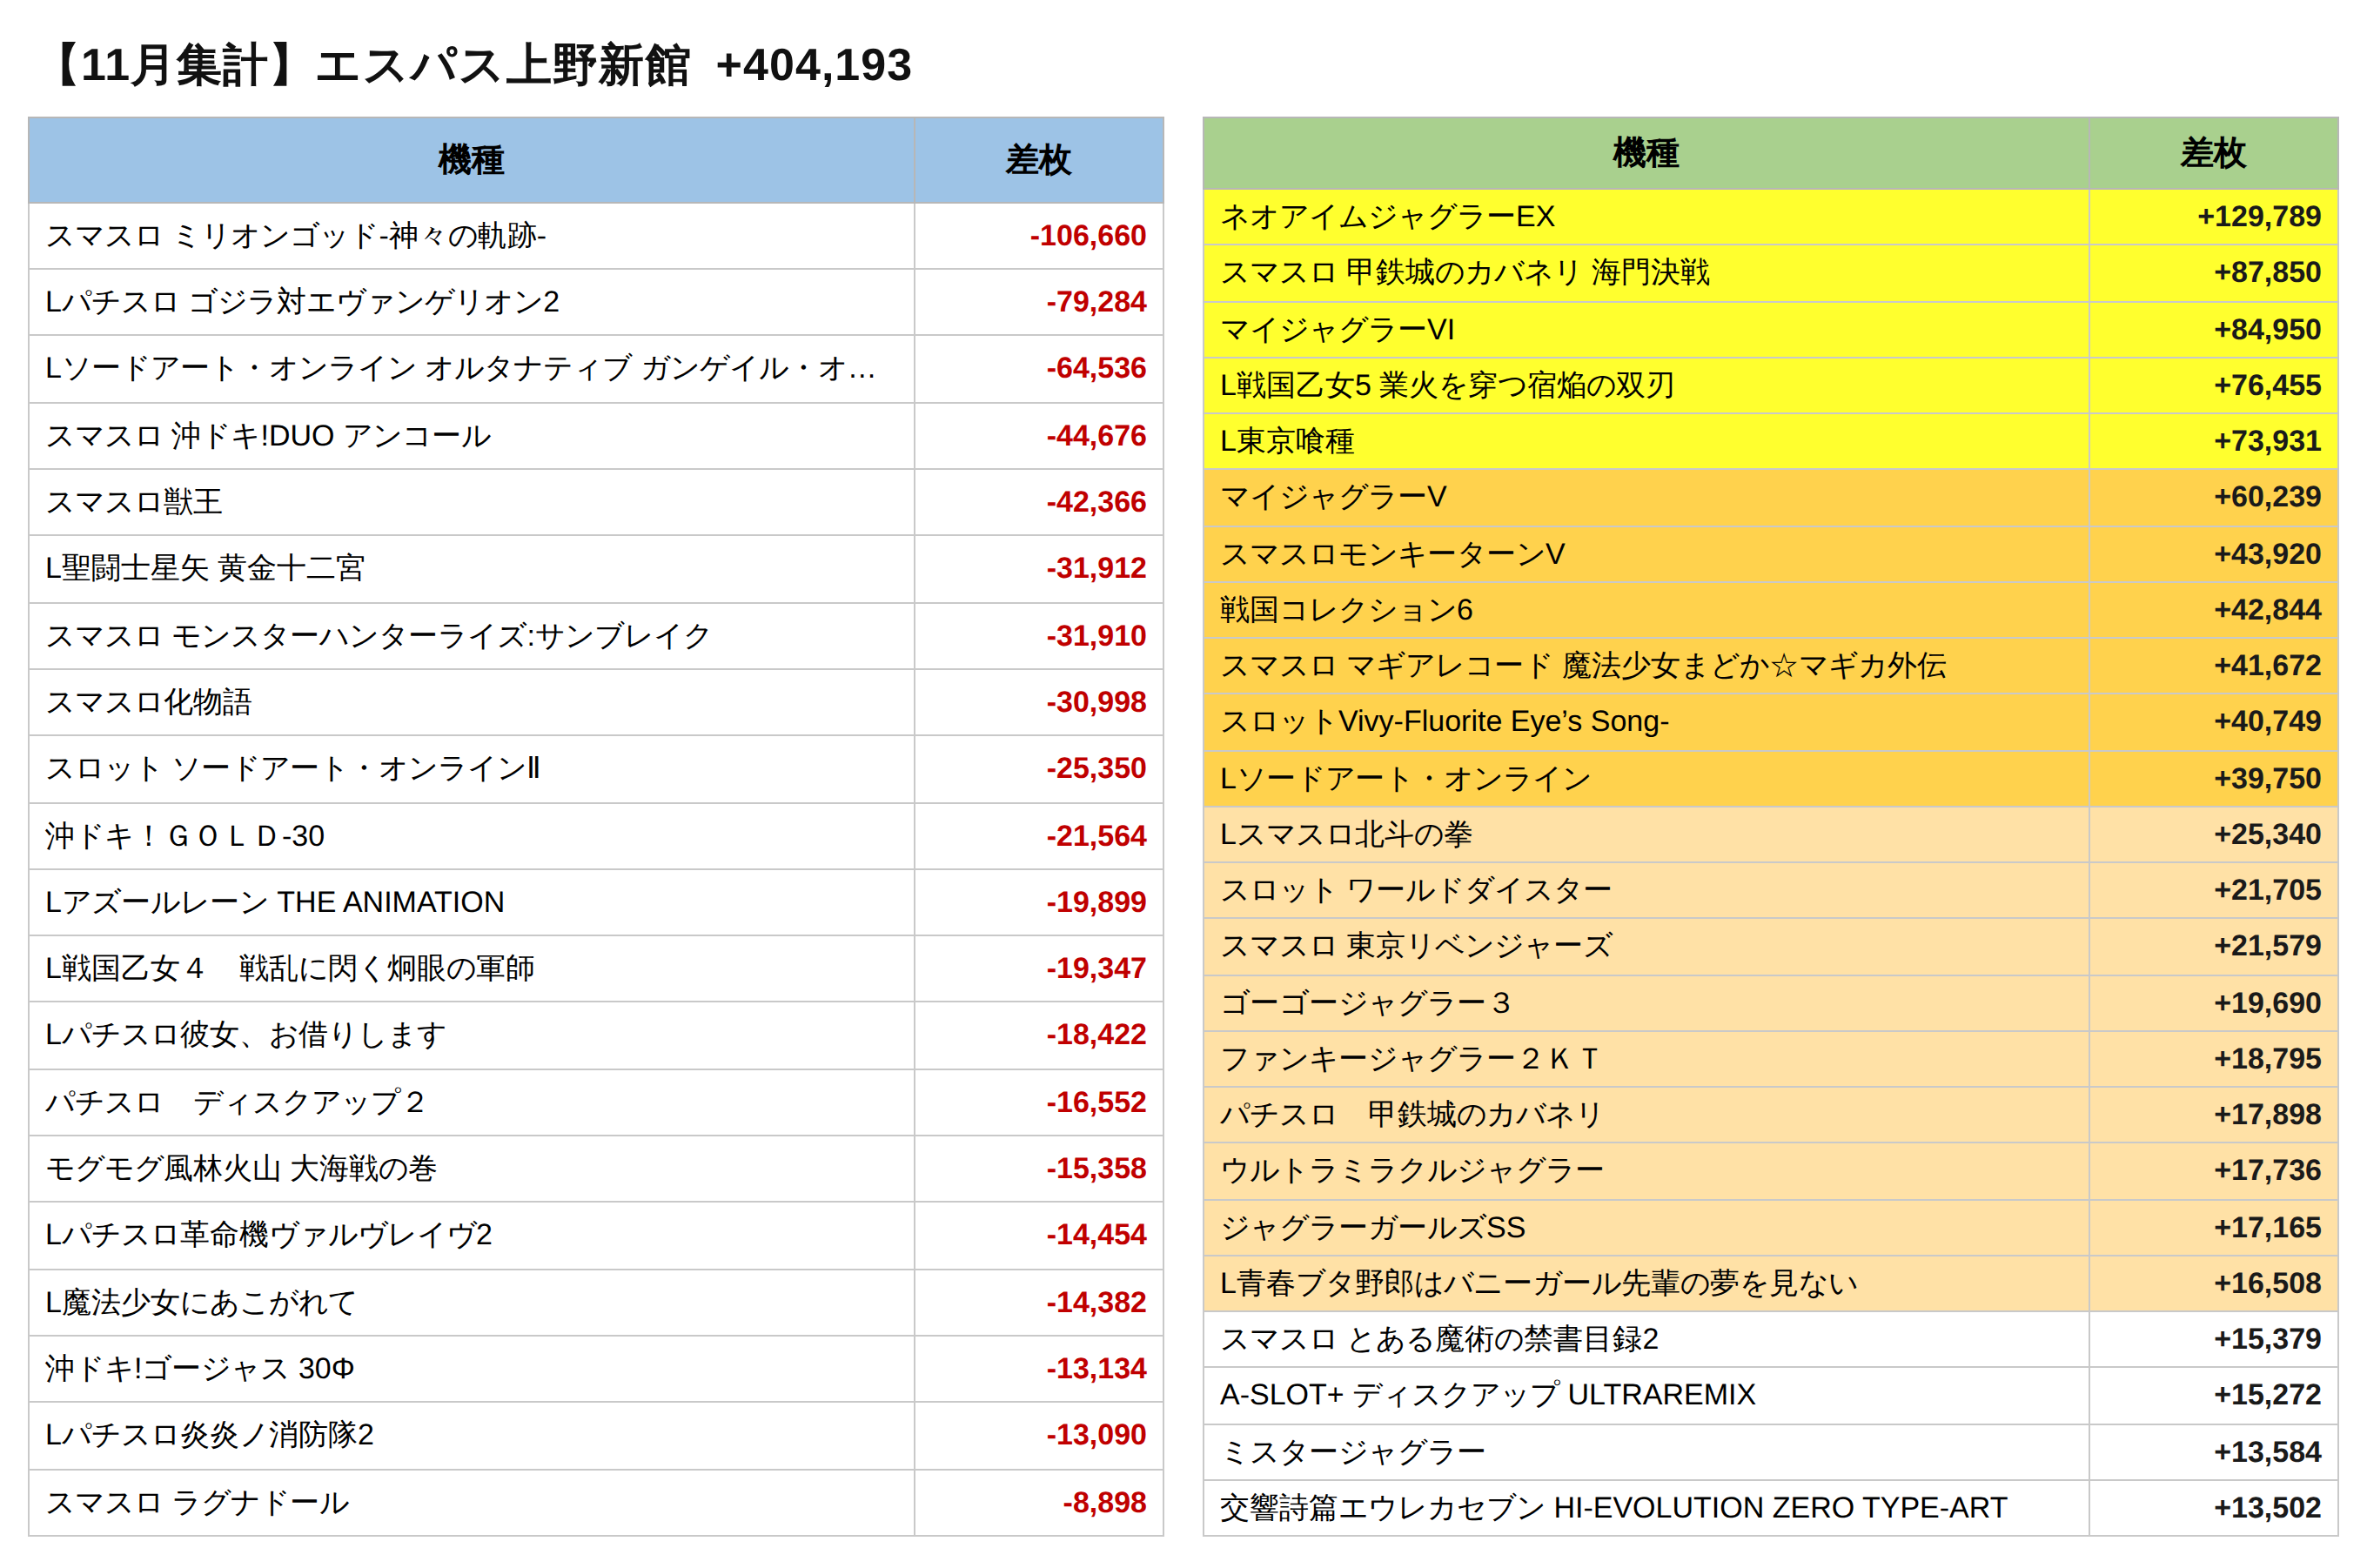 【11月集計】エスパス上野新館 +404,193
機種 差枚
スマスロ ミリオンゴッド-神々の軌跡- -106,660
Lパチスロ ゴジラ対エヴァンゲリオン2 -79,284
Lソードアート・オンライン オルタナティブ ガンゲイル・オ… -64,536
スマスロ 沖ドキ!DUO アンコール -44,676
スマスロ獣王 -42,366
L聖闘士星矢 黄金十二宮 -31,912
スマスロ モンスターハンターライズ:サンブレイク -31,910
スマスロ化物語 -30,998
スロット ソードアート・オンラインⅡ -25,350
沖ドキ！ＧＯＬＤ-30 -21,564
Lアズールレーン THE ANIMATION -19,899
L戦国乙女４　戦乱に閃く炯眼の軍師 -19,347
Lパチスロ彼女、お借りします -18,422
パチスロ　ディスクアップ２ -16,552
モグモグ風林火山 大海戦の巻 -15,358
Lパチスロ革命機ヴァルヴレイヴ2 -14,454
L魔法少女にあこがれて -14,382
沖ドキ!ゴージャス 30Φ -13,134
Lパチスロ炎炎ノ消防隊2 -13,090
スマスロ ラグナドール -8,898
機種 差枚
ネオアイムジャグラーEX +129,789
スマスロ 甲鉄城のカバネリ 海門決戦 +87,850
マイジャグラーVI +84,950
L戦国乙女5 業火を穿つ宿焔の双刃 +76,455
L東京喰種 +73,931
マイジャグラーV +60,239
スマスロモンキーターンV +43,920
戦国コレクション6 +42,844
スマスロ マギアレコード 魔法少女まどか☆マギカ外伝 +41,672
スロットVivy-Fluorite Eye’s Song- +40,749
Lソードアート・オンライン +39,750
Lスマスロ北斗の拳 +25,340
スロット ワールドダイスター +21,705
スマスロ 東京リベンジャーズ +21,579
ゴーゴージャグラー３ +19,690
ファンキージャグラー２ＫＴ +18,795
パチスロ　甲鉄城のカバネリ +17,898
ウルトラミラクルジャグラー +17,736
ジャグラーガールズSS +17,165
L青春ブタ野郎はバニーガール先輩の夢を見ない +16,508
スマスロ とある魔術の禁書目録2 +15,379
A-SLOT+ ディスクアップ ULTRAREMIX +15,272
ミスタージャグラー +13,584
交響詩篇エウレカセブン HI-EVOLUTION ZERO TYPE-ART +13,502